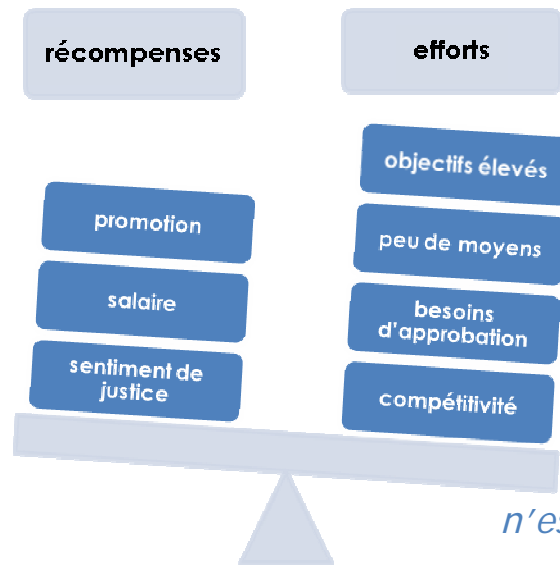 récompenses
efforts
promotion
salaire
sentiment de
justice
objectifs élevés
peu de moyens
besoins
d'approbation
compétitivité